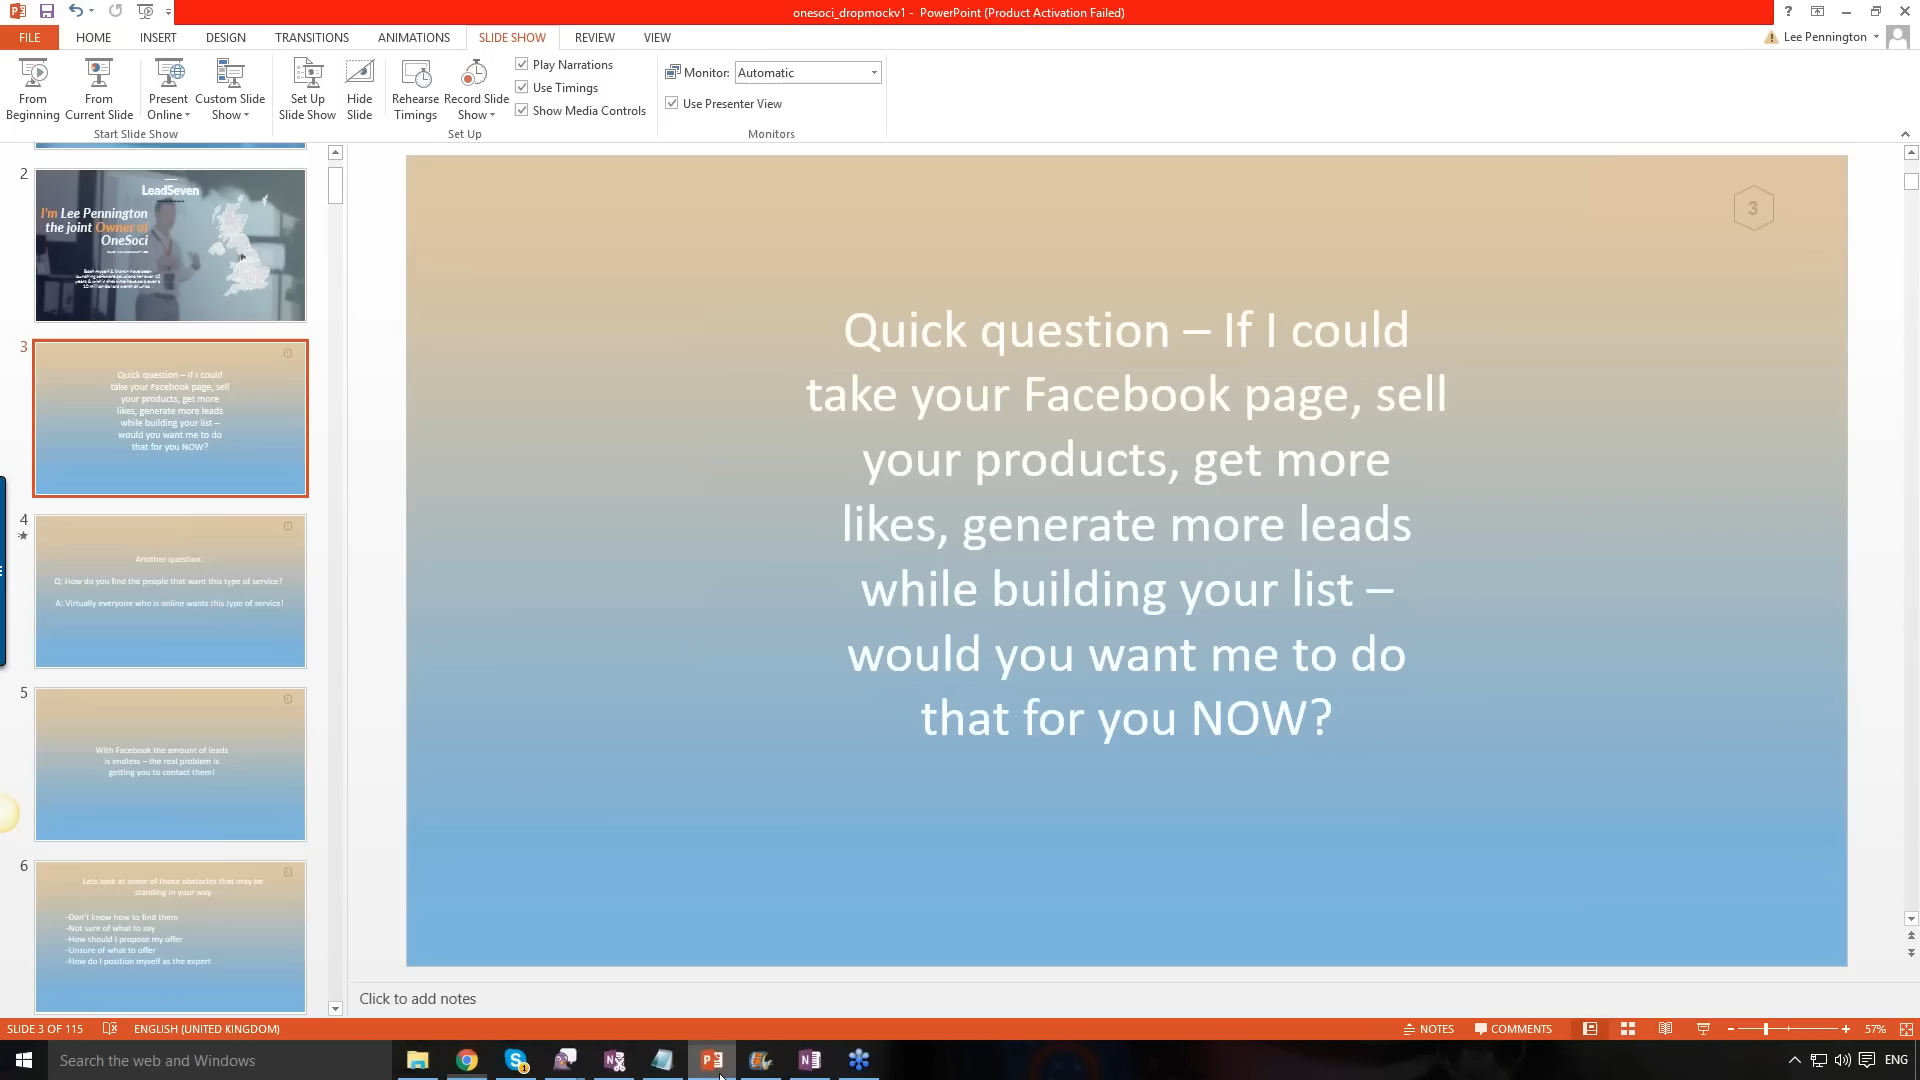 onesoci_dropmockv1 - PowerPoint (Product Activation Failed)
FILE HOME INSERT DESIGN TRANSITIONS ANIMATIONS SLIDE SHOW REVIEW VIEW
Lee Pennington
From Beginning
From Current Slide
Present Online
Custom Slide Show
Set Up Slide Show
Hide Slide
Rehearse Timings
Record Slide Show
Play Narrations
Use Timings
Show Media Controls
Monitor: Automatic
Use Presenter View
Start Slide Show
Set Up
Monitors
2
LeadSeven
I'm Lee Pennington
the joint Owner of
OneSoci
3
Quick question – If I could
take your Facebook page, sell
your products, get more
likes, generate more leads
while building your list –
would you want me to do
that for you NOW?
4
Another question.
Q: How do you find the people that want this type of service?
A: Virtually everyone who is online wants this type of service!
5
With Facebook the amount of leads
is endless – the real problem is
getting you to contact them!
6
Less look at some of those obstacles that may be
standing in your way
-Don't know how to find them
-Not sure of what to say
-How should I propose my offer
-Unsure of what to offer
-How do I position myself as the expert
3
Quick question – If I could
take your Facebook page, sell
your products, get more
likes, generate more leads
while building your list –
would you want me to do
that for you NOW?
Click to add notes
SLIDE 3 OF 115
ENGLISH (UNITED KINGDOM)
NOTES
COMMENTS
57%
Search the web and Windows
ENG